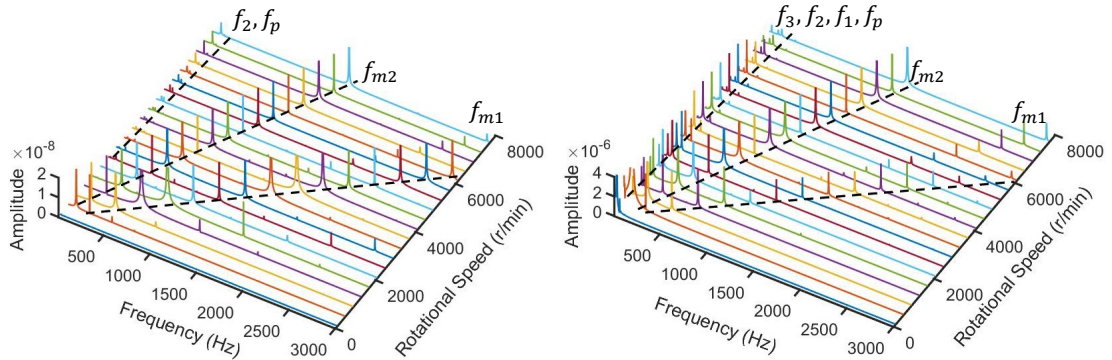 f₂, fₚ
fₘ₂
fₘ₁
×10⁻⁸
2
1
0
Amplitude
500
1000
1500
2000
2500
3000
Frequency (Hz)
0
2000
4000
6000
8000
Rotational Speed (r/min)
f₃, f₂, f₁, fₚ
fₘ₂
fₘ₁
×10⁻⁶
4
2
0
Amplitude
500
1000
1500
2000
2500
3000
Frequency (Hz)
0
2000
4000
6000
8000
Rotational Speed (r/min)